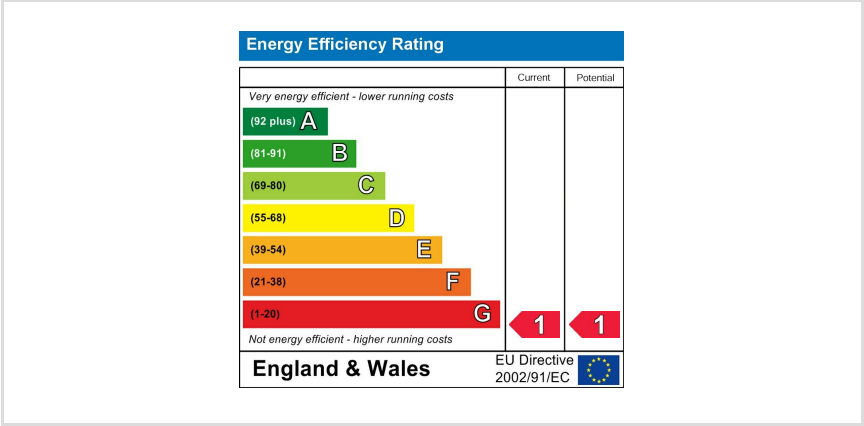 Energy Efficiency Rating
Current Potential
Very energy efficient - lower running costs
(92 plus) A
(81-91) B
(69-80) C
(55-68) D
(39-54) E
(21-38) F
(1-20) G
1 1
Not energy efficient - higher running costs
England & Wales
EU Directive
2002/91/EC